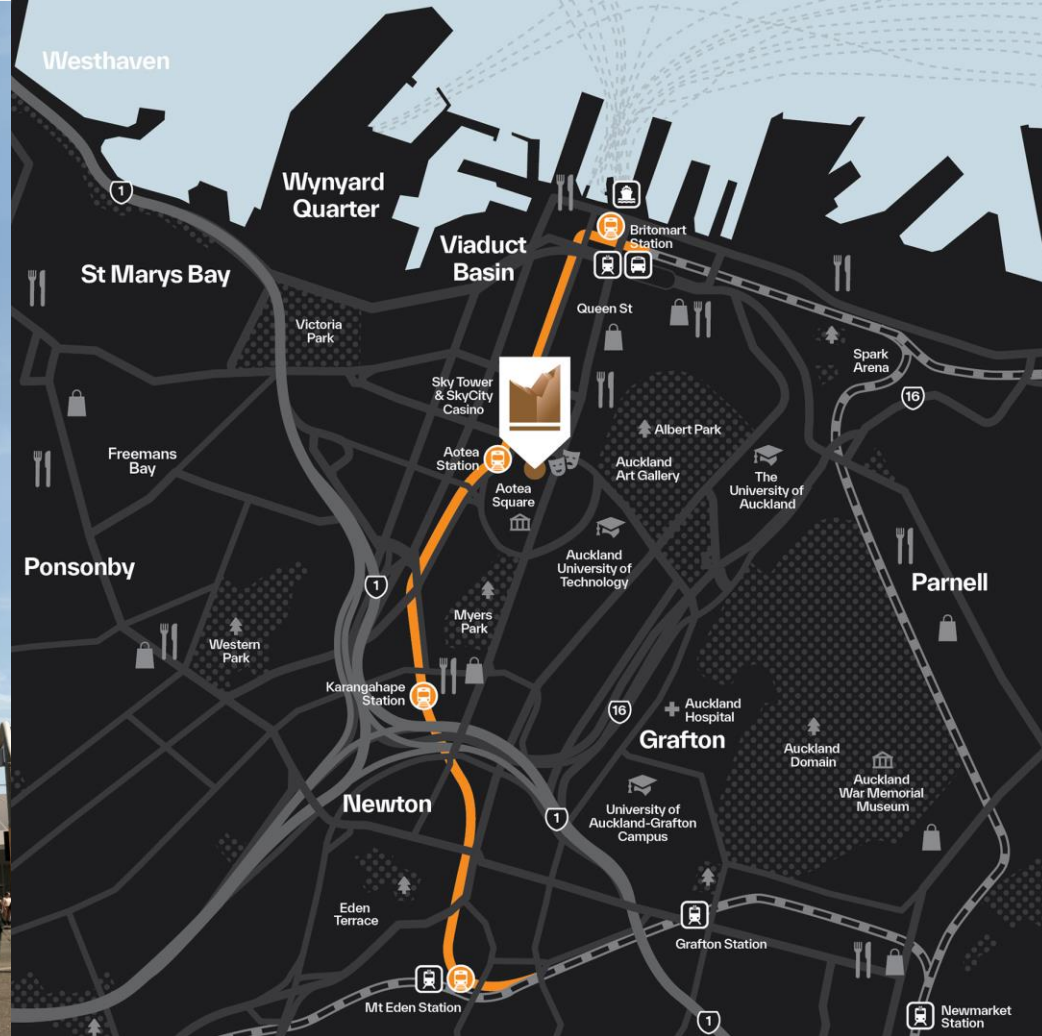 Westhaven
1
Wynyard
Quarter
Viaduct
Basin
Britomart
Station
St Marys Bay
Victoria
Park
Queen St
Spark
Arena
16
Sky Tower
& SkyCity
Casino
Freemans
Bay
Aotea
Station
Aotea
Square
Albert Park
Auckland
Art Gallery
The
University of
Auckland
Ponsonby
1
Auckland
University of
Technology
Parnell
Western
Park
Myers
Park
Karangahape
Station
16
Auckland
Hospital
Grafton
Auckland
Domain
Auckland
War Memorial
Museum
Newton
1
University of
Auckland-Grafton
Campus
Eden
Terrace
Grafton Station
Mt Eden Station
1
Newmarket
Station